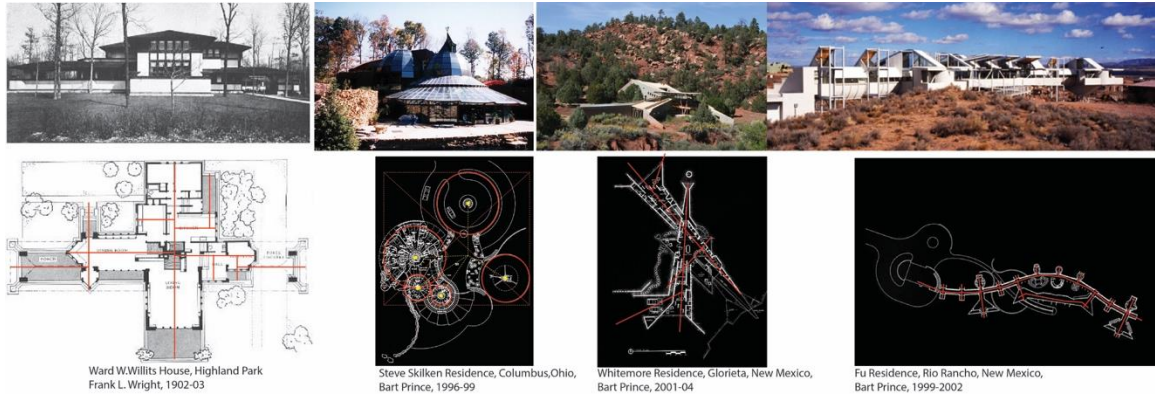 Ward W.Willits House, Highland Park
Frank L. Wright, 1902-03
Steve Skilken Residence, Columbus,Ohio,
Bart Prince, 1996-99
Whitemore Residence, Glorieta, New Mexico,
Bart Prince, 2001-04
Fu Residence, Rio Rancho, New Mexico,
Bart Prince, 1999-2002